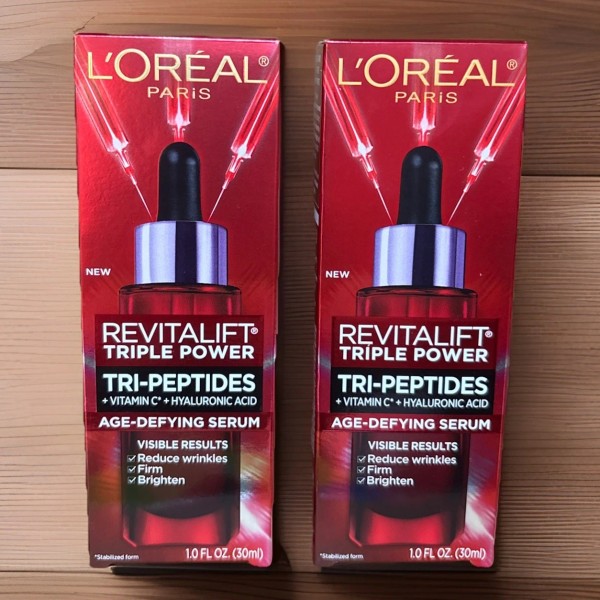 L'ORÉAL®
PARiS
NEW
REVITALIFT®
TRIPLE POWER
TRI-PEPTIDES
+ VITAMIN C* + HYALURONIC ACID
AGE-DEFYING SERUM
VISIBLE RESULTS
Reduce wrinkles
Firm
Brighten
*Stabilized form
1.0 FL OZ. (30ml)
L'ORÉAL®
PARiS
NEW
REVITALIFT®
TRIPLE POWER
TRI-PEPTIDES
+ VITAMIN C* + HYALURONIC ACID
AGE-DEFYING SERUM
VISIBLE RESULTS
Reduce wrinkles
Firm
Brighten
*Stabilized form
1.0 FL OZ. (30ml)